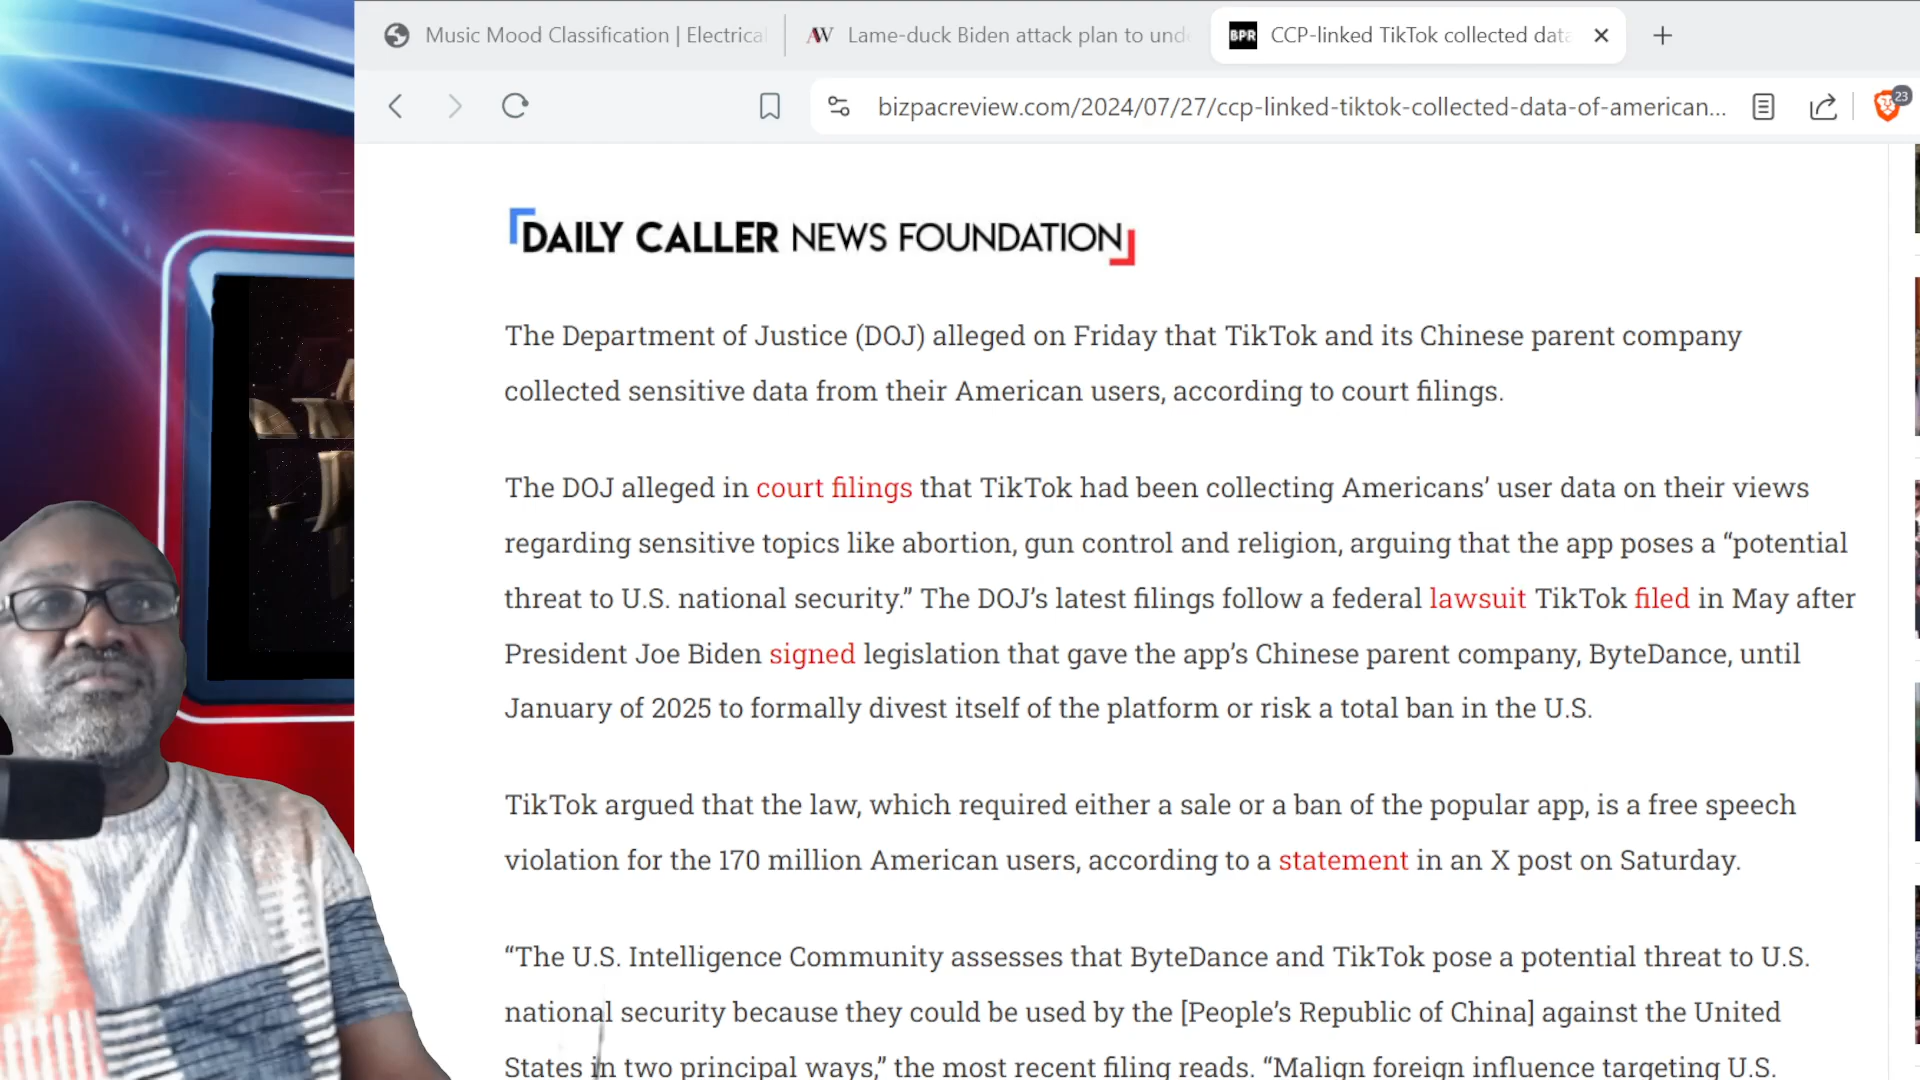 Music Mood Classification | Electrical
Lame-duck Biden attack plan to und
BPR CCP-linked TikTok collected data
bizpacreview.com/2024/07/27/ccp-linked-tiktok-collected-data-of-american...
23
DAILY CALLER NEWS FOUNDATION
The Department of Justice (DOJ) alleged on Friday that TikTok and its Chinese parent company
collected sensitive data from their American users, according to court filings.
The DOJ alleged in court filings that TikTok had been collecting Americans’ user data on their views
regarding sensitive topics like abortion, gun control and religion, arguing that the app poses a “potential
threat to U.S. national security.” The DOJ’s latest filings follow a federal lawsuit TikTok filed in May after
President Joe Biden signed legislation that gave the app’s Chinese parent company, ByteDance, until
January of 2025 to formally divest itself of the platform or risk a total ban in the U.S.
TikTok argued that the law, which required either a sale or a ban of the popular app, is a free speech
violation for the 170 million American users, according to a statement in an X post on Saturday.
“The U.S. Intelligence Community assesses that ByteDance and TikTok pose a potential threat to U.S.
national security because they could be used by the [People’s Republic of China] against the United
States in two principal ways,” the most recent filing reads. “Malign foreign influence targeting U.S.